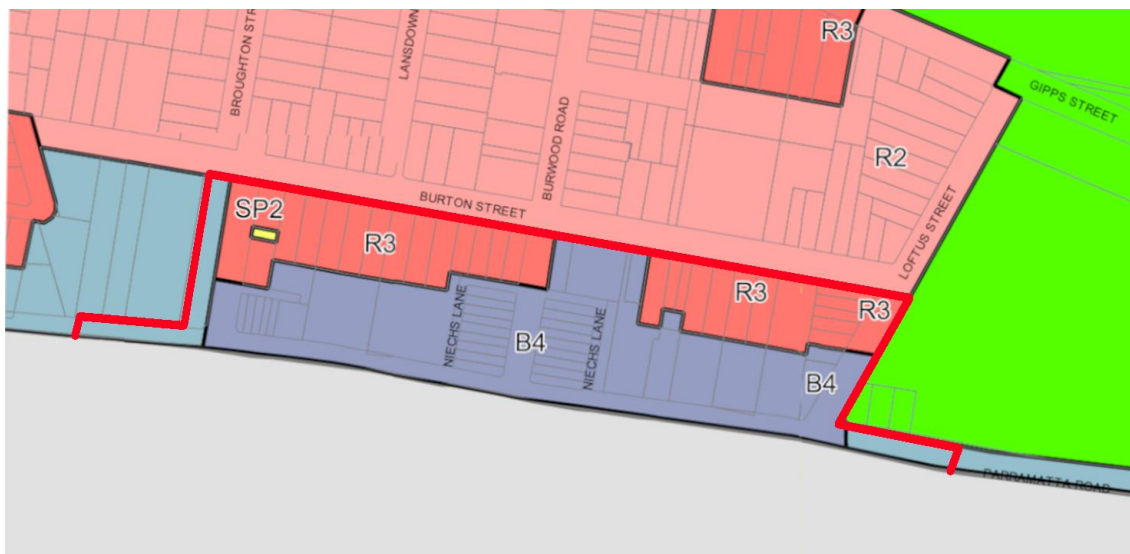 R3
BROUGHTON STR
LANSDOWN
GIPPS STREET
BURWOOD ROAD
R2
BURTON STREET
SP2
LOFTUS STREET
R3
R3
R3
NIECHS LANE
B4
NIECHS LANE
B4
PARRAMATTA ROAD